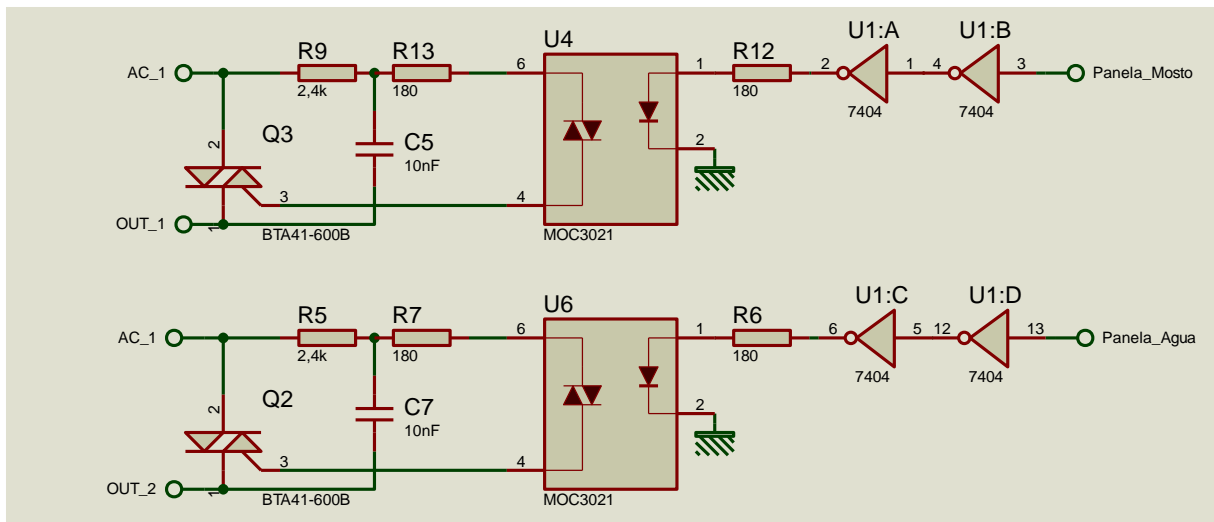 U4
U1:A
U1:B
R9
R13
R12
AC_1
6
1
2
1
4
3
Panela_Mosto
2,4k
180
180
7404
7404
2
Q3
C5
10nF
2
3
4
OUT_1
1
BTA41-600B
MOC3021
U6
U1:C
U1:D
R5
R7
R6
AC_1
6
1
6
5
12
13
Panela_Agua
2,4k
180
180
7404
7404
2
Q2
C7
10nF
2
3
4
OUT_2
1
BTA41-600B
MOC3021